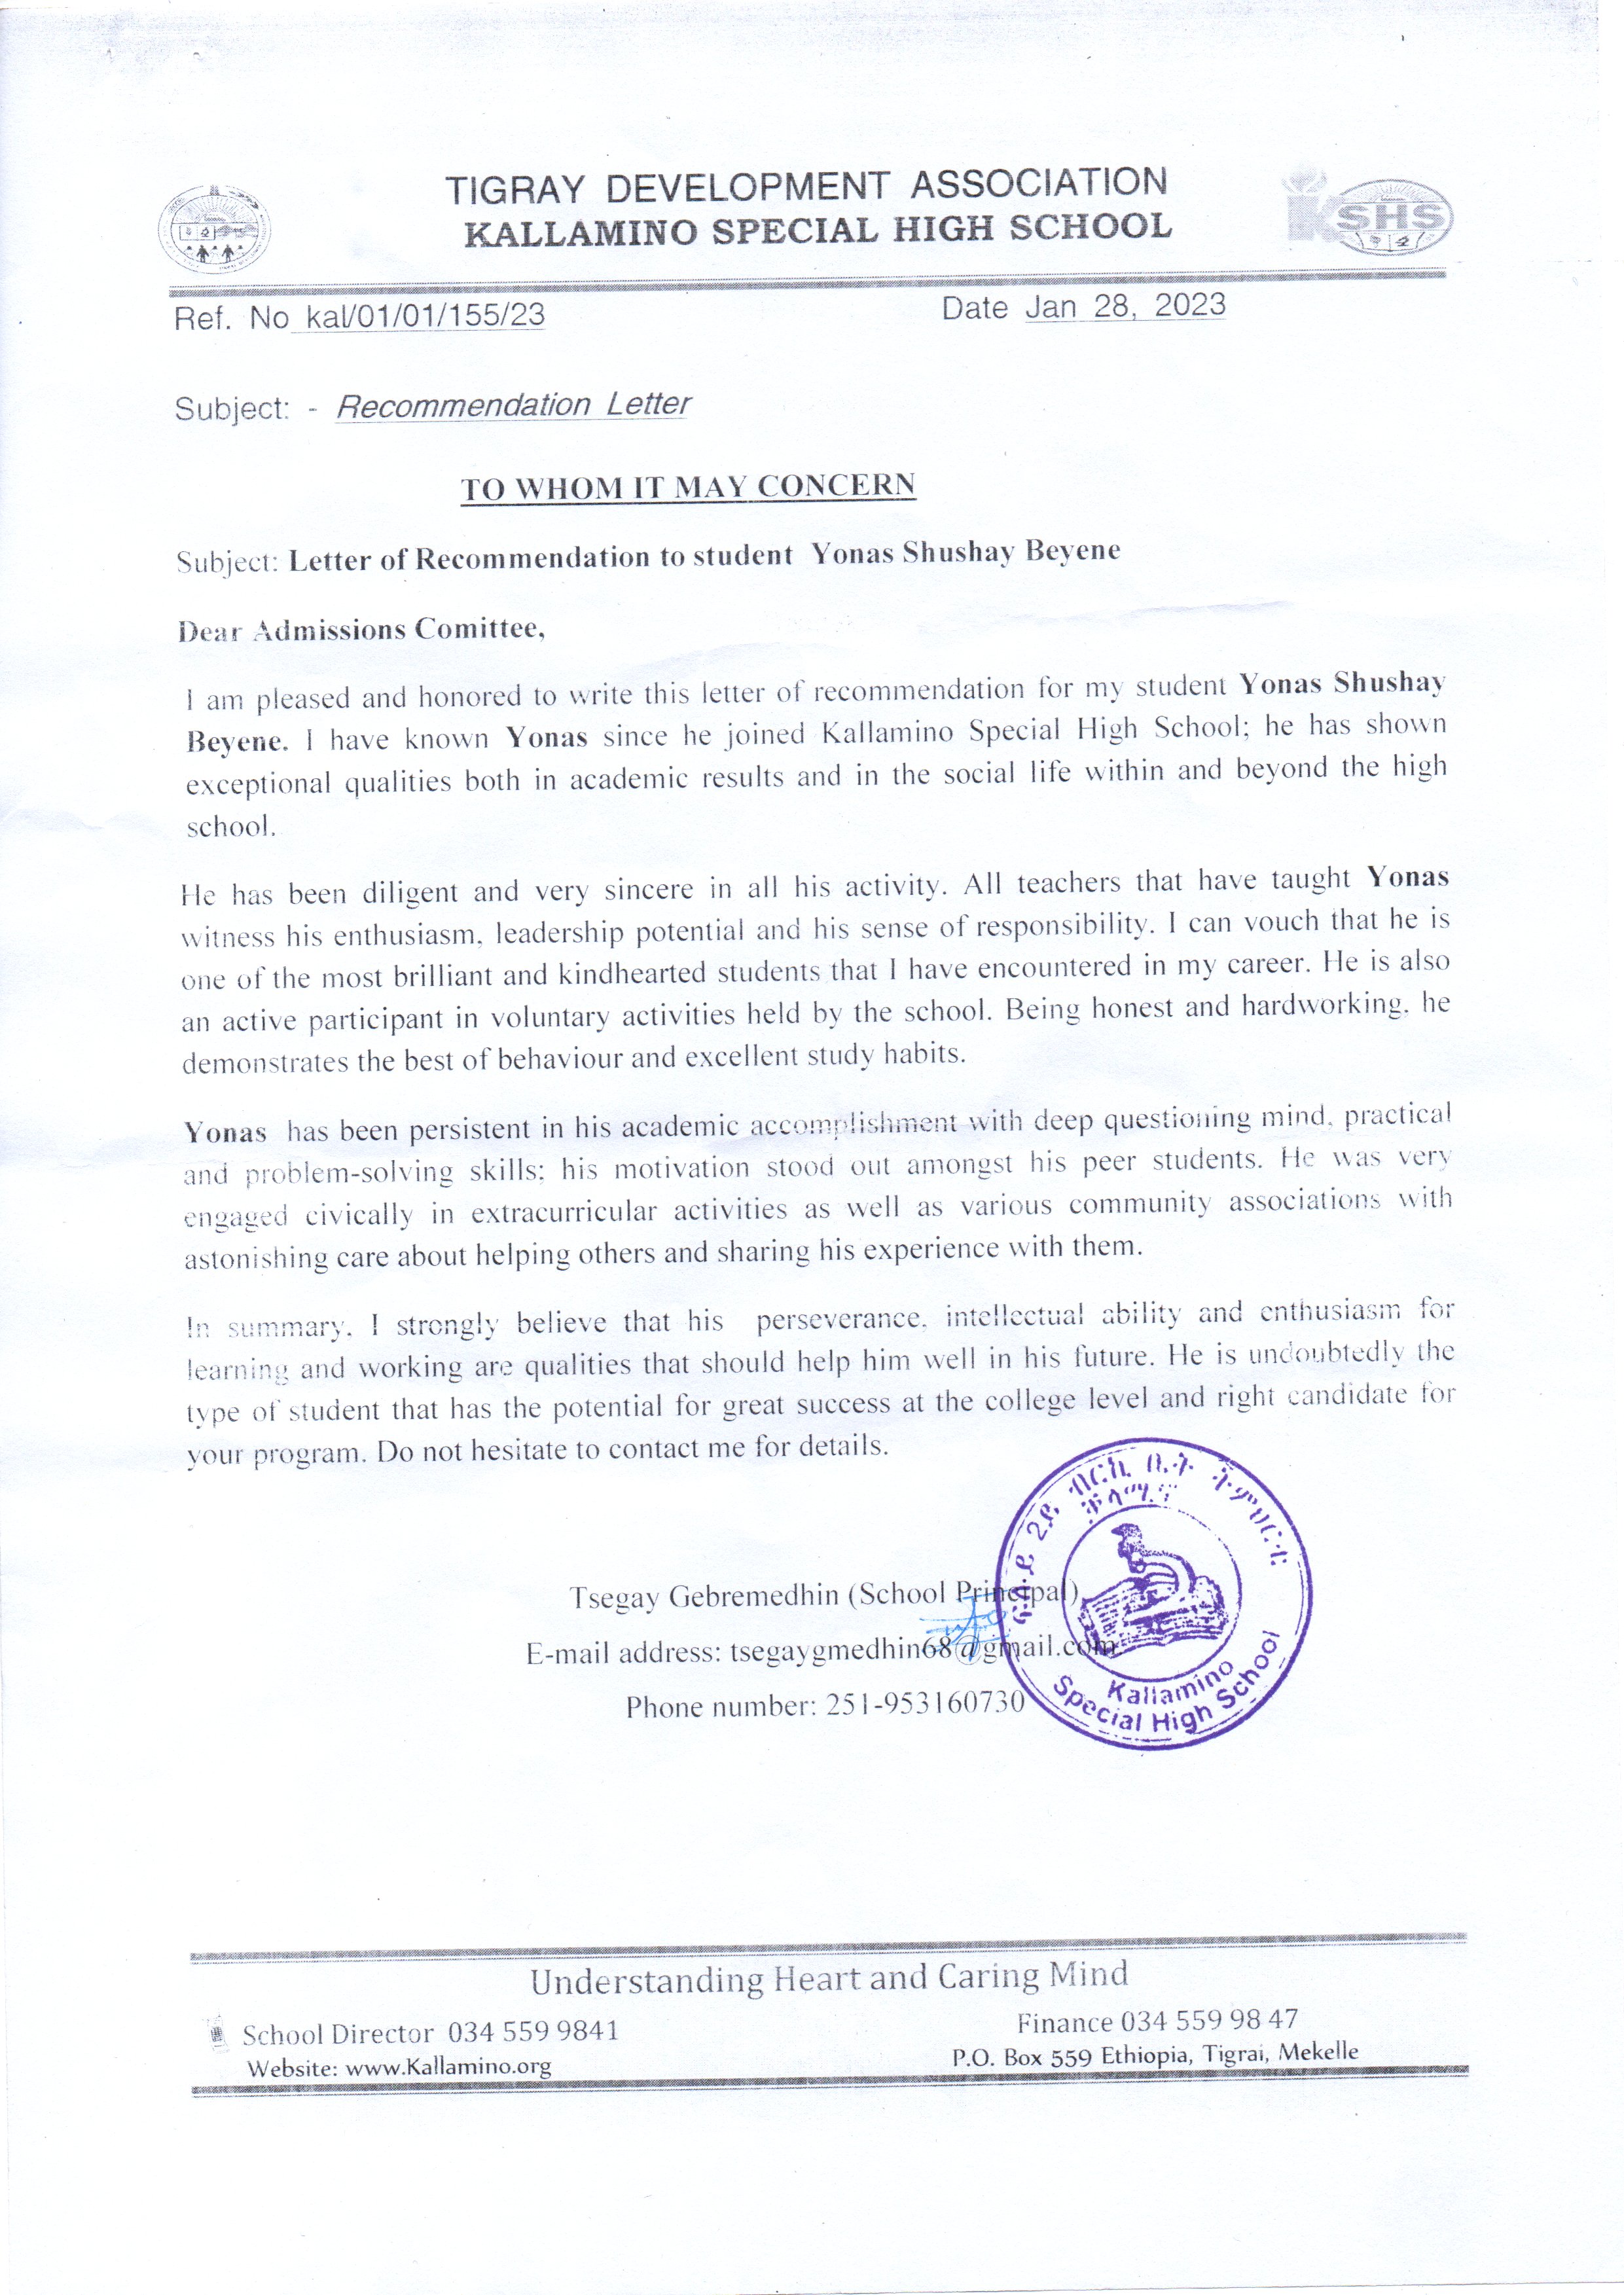 TIGRAY DEVELOPMENT ASSOCIATION
KALLAMINO SPECIAL HIGH SCHOOL
KSHS
Ref. No kal/01/01/155/23
Date Jan 28, 2023
Subject: - Recommendation Letter
TO WHOM IT MAY CONCERN
Subject: Letter of Recommendation to student Yonas Shushay Beyene
Dear Admissions Comittee,
I am pleased and honored to write this letter of recommendation for my student Yonas Shushay
Beyene. I have known Yonas since he joined Kallamino Special High School; he has shown
exceptional qualities both in academic results and in the social life within and beyond the high
school.
He has been diligent and very sincere in all his activity. All teachers that have taught Yonas
witness his enthusiasm, leadership potential and his sense of responsibility. I can vouch that he is
one of the most brilliant and kindhearted students that I have encountered in my career. He is also
an active participant in voluntary activities held by the school. Being honest and hardworking, he
demonstrates the best of behaviour and excellent study habits.
Yonas has been persistent in his academic accomplishment with deep questioning mind, practical
and problem-solving skills; his motivation stood out amongst his peer students. He was very
engaged civically in extracurricular activities as well as various community associations with
astonishing care about helping others and sharing his experience with them.
In summary, I strongly believe that his perseverance, intellectual ability and enthusiasm for
learning and working are qualities that should help him well in his future. He is undoubtedly the
type of student that has the potential for great success at the college level and right candidate for
your program. Do not hesitate to contact me for details.
Tsegay Gebremedhin (School Principal)
E-mail address: tsegaygmedhin68@gmail.com
Phone number: 251-953160730
ፍሉይ 2ይ ብርኪ ቤት ትምህርቲ
ቓላሚኖ
Kallamino
Special High School
Understanding Heart and Caring Mind
School Director 034 559 9841
Finance 034 559 98 47
Website: www.Kallamino.org
P.O. Box 559 Ethiopia, Tigrai, Mekelle